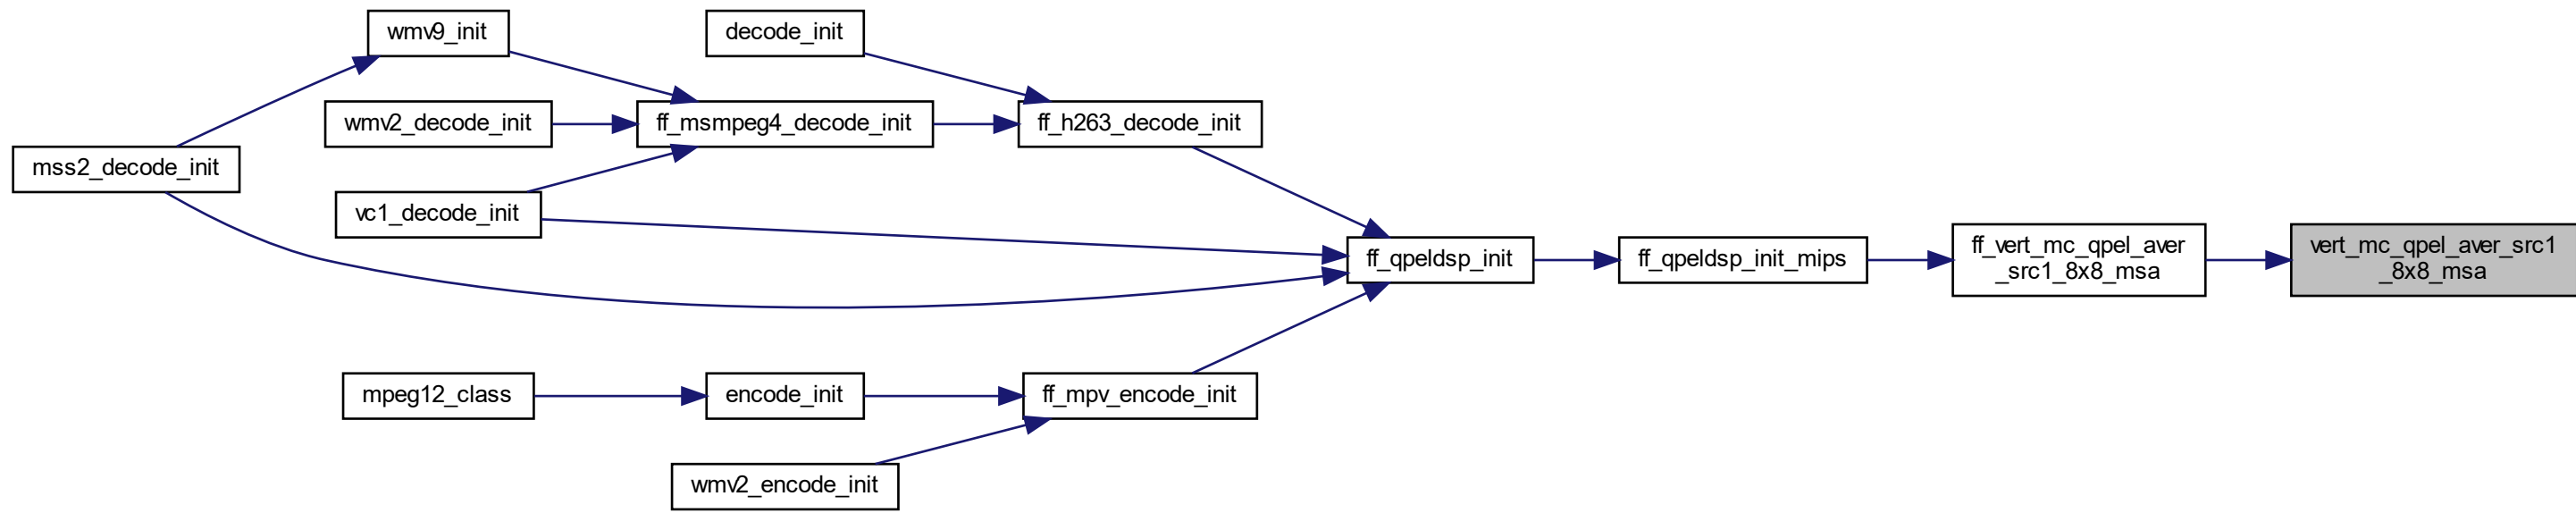 wmv9_init
decode_init
wmv2_decode_init
ff_msmpeg4_decode_init
ff_h263_decode_init
mss2_decode_init
vc1_decode_init
ff_qpeldsp_init
ff_qpeldsp_init_mips
ff_vert_mc_qpel_aver
_src1_8x8_msa
vert_mc_qpel_aver_src1
_8x8_msa
mpeg12_class
encode_init
ff_mpv_encode_init
wmv2_encode_init